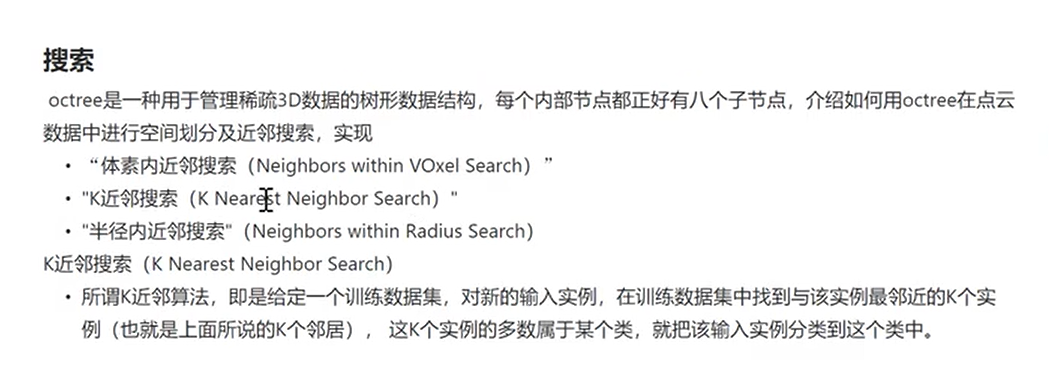 搜索
octree是一种用于管理稀疏3D数据的树形数据结构，每个内部节点都正好有八个子节点，介绍如何用octree在点云
数据中进行空间划分及近邻搜索，实现
• “体素内近邻搜索（Neighbors within VOxel Search）”
• "K近邻搜索（K Nearest Neighbor Search）"
• "半径内近邻搜索"（Neighbors within Radius Search）
K近邻搜索（K Nearest Neighbor Search）
• 所谓K近邻算法，即是给定一个训练数据集，对新的输入实例，在训练数据集中找到与该实例最邻近的K个实
例（也就是上面所说的K个邻居）， 这K个实例的多数属于某个类，就把该输入实例分类到这个类中。